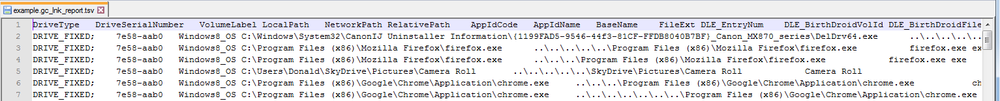 example.gc_lnk_report.tsv
1 DriveType DriveSerialNumber VolumeLabel LocalPath NetworkPath RelativePath AppIdCode AppIdName BaseName FileExt DLE_EntryNum DLE_BirthDroidVolId DLE_BirthDroidFile
2 DRIVE_FIXED; 7e58-aab0 Windows8_OS C:\Windows\System32\CanonIJ Uninstaller Information\{1199FAD5-9546-44f3-81CF-FFDB8040B7BF}_Canon_MX870_series\DelDrv64.exe ..\..\..\..
3 DRIVE_FIXED; 7e58-aab0 Windows8_OS C:\Program Files (x86)\Mozilla Firefox\firefox.exe ..\..\..\..\..\Program Files (x86)\Mozilla Firefox\firefox.exe firefox.exe ex
4 DRIVE_FIXED; 7e58-aab0 Windows8_OS C:\Program Files (x86)\Mozilla Firefox\firefox.exe ..\..\..\Program Files (x86)\Mozilla Firefox\firefox.exe firefox.exe exe
5 DRIVE_FIXED; 7e58-aab0 Windows8_OS C:\Users\Donald\SkyDrive\Pictures\Camera Roll ..\..\..\..\..\SkyDrive\Pictures\Camera Roll Camera Roll
6 DRIVE_FIXED; 7e58-aab0 Windows8_OS C:\Program Files (x86)\Google\Chrome\Application\chrome.exe ..\..\..\Program Files (x86)\Google\Chrome\Application\chrome.exe ch
7 DRIVE_FIXED; 7e58-aab0 Windows8_OS C:\Program Files (x86)\Google\Chrome\Application\chrome.exe ..\..\..\..\..\..\Program Files (x86)\Google\Chrome\Application\chrome.exe